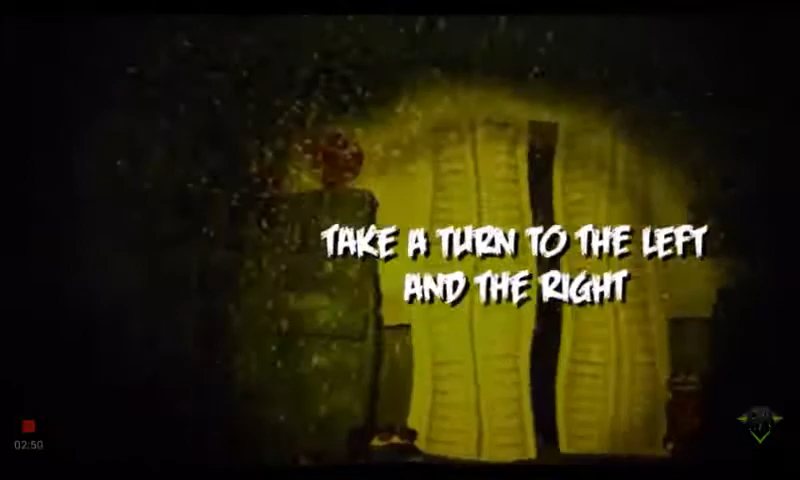 TAKE A TURN TO THE LEFT
AND THE RIGHT
02:50